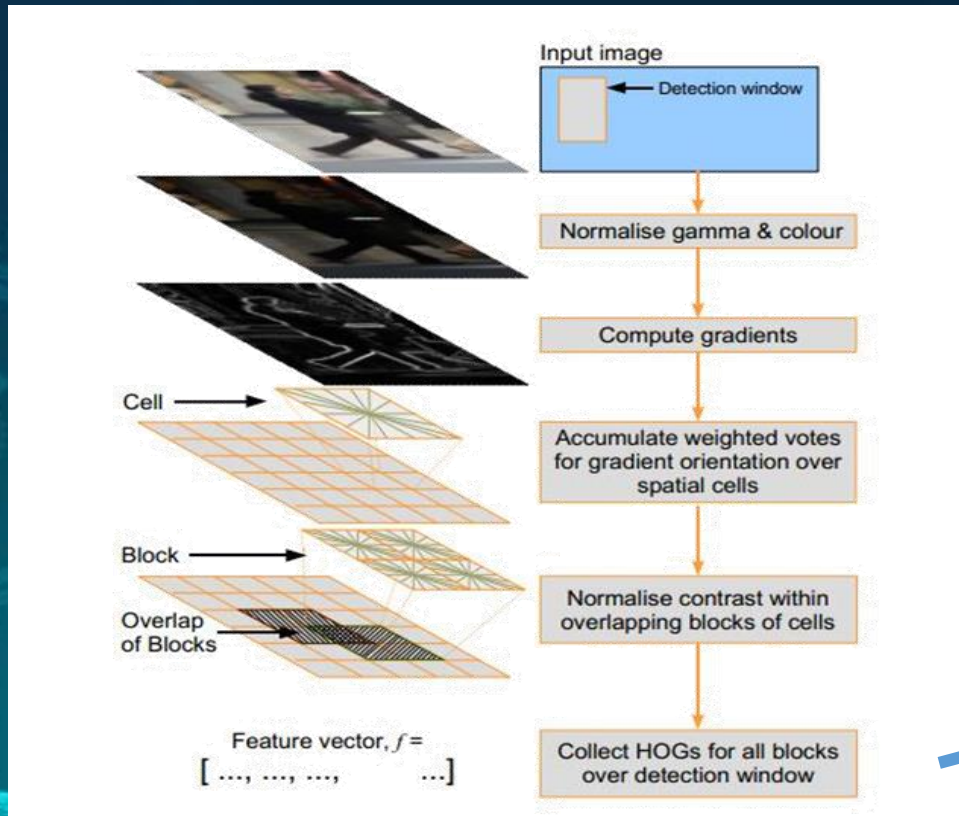 Input image
Detection window
Normalise gamma & colour
Compute gradients
Cell
Accumulate weighted votes
for gradient orientation over
spatial cells
Block
Normalise contrast within
overlapping blocks of cells
Overlap
of Blocks
Feature vector, f =
[ ..., ..., ..., ...]
Collect HOGs for all blocks
over detection window